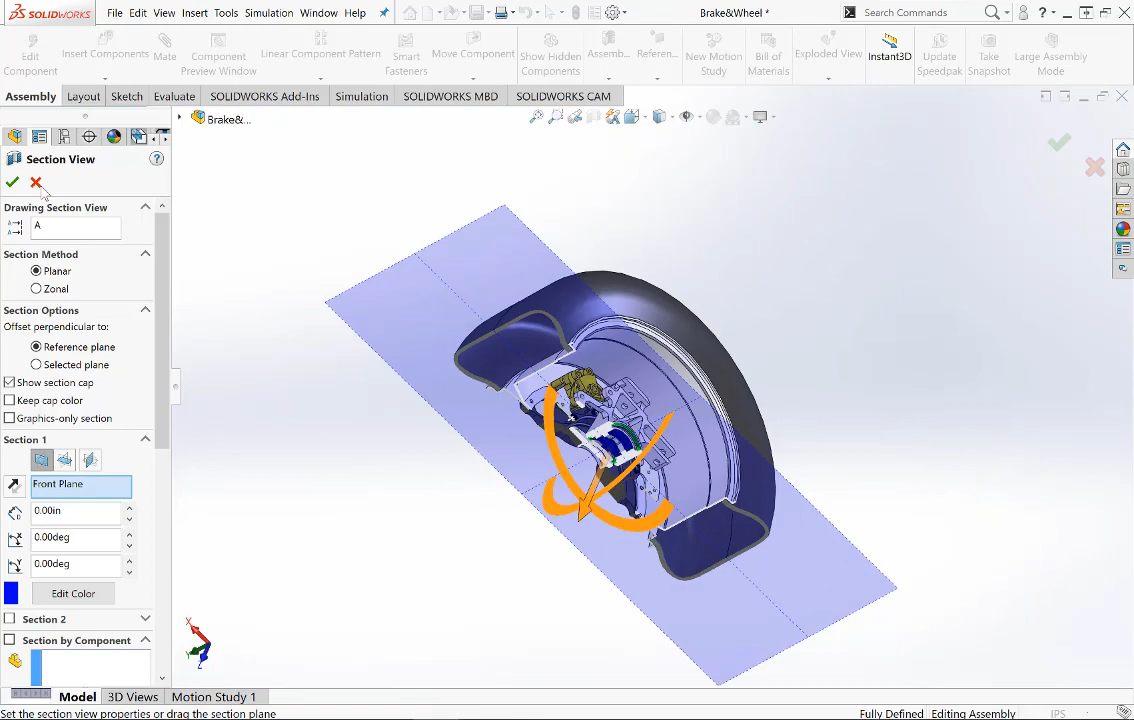 SOLIDWORKS File Edit View Insert Tools Simulation Window Help Brake&Wheel * Search Commands ?
Edit Component
Insert Components
Mate
Component Preview Window
Linear Component Pattern
Smart Fasteners
Move Component
Show Hidden Components
Assemb...
Referen...
New Motion Study
Bill of Materials
Exploded View
Instant3D
Update Speedpak
Take Snapshot
Large Assembly Mode
Assembly Layout Sketch Evaluate SOLIDWORKS Add-Ins Simulation SOLIDWORKS MBD SOLIDWORKS CAM
Brake&...
Section View ?
Drawing Section View
A
Section Method
Planar
Zonal
Section Options
Offset perpendicular to:
Reference plane
Selected plane
Show section cap
Keep cap color
Graphics-only section
Section 1
Front Plane
0.00in
0.00deg
0.00deg
Edit Color
Section 2
Section by Component
X
Y
Z
Model 3D Views Motion Study 1
Set the section view properties or drag the section plane Fully Defined Editing Assembly IPS